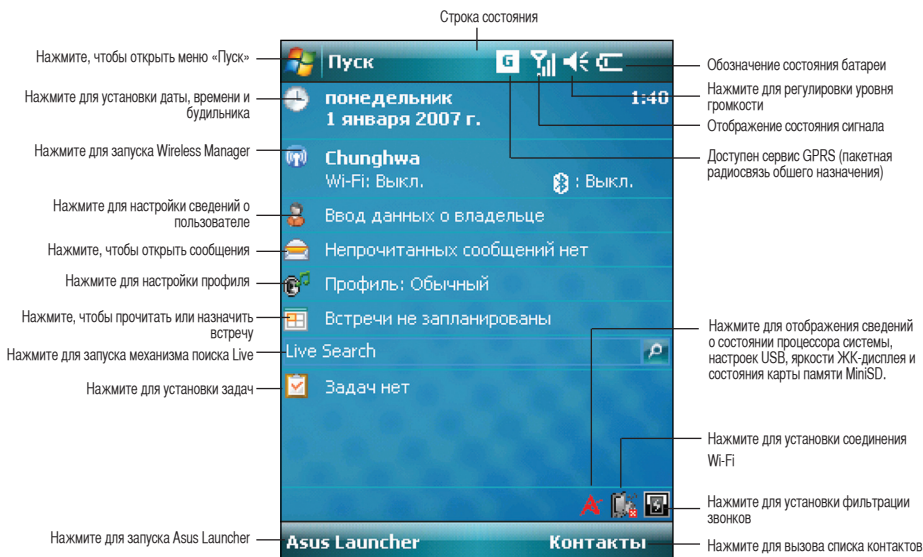 Строка состояния
Нажмите, чтобы открыть меню «Пуск»
Нажмите для установки даты, времени и
будильника
Нажмите для запуска Wireless Manager
Нажмите для настройки сведений о
пользователе
Нажмите, чтобы открыть сообщения
Нажмите для настройки профиля
Нажмите, чтобы прочитать или назначить
встречу
Нажмите для запуска механизма поиска Live
Нажмите для установки задач
Нажмите для запуска Asus Launcher
Пуск
G
понедельник
1:40
1 января 2007 г.
Chunghwa
Wi-Fi: Выкл.
: Выкл.
Ввод данных о владельце
Непрочитанных сообщений нет
Профиль: Обычный
Встречи не запланированы
Live Search
Задач нет
Asus Launcher
Контакты
Обозначение состояния батареи
Нажмите для регулировки уровня
громкости
Отображение состояния сигнала
Доступен сервис GPRS (пакетная
радиосвязь обшего назначения)
Нажмите для отображения сведений
о состоянии процессора системы,
настроек USB, яркости ЖК-дисплея и
состояния карты памяти MiniSD.
Нажмите для установки соединения
Wi-Fi
Нажмите для установки фильтрации
звонков
Нажмите для вызова списка контактов